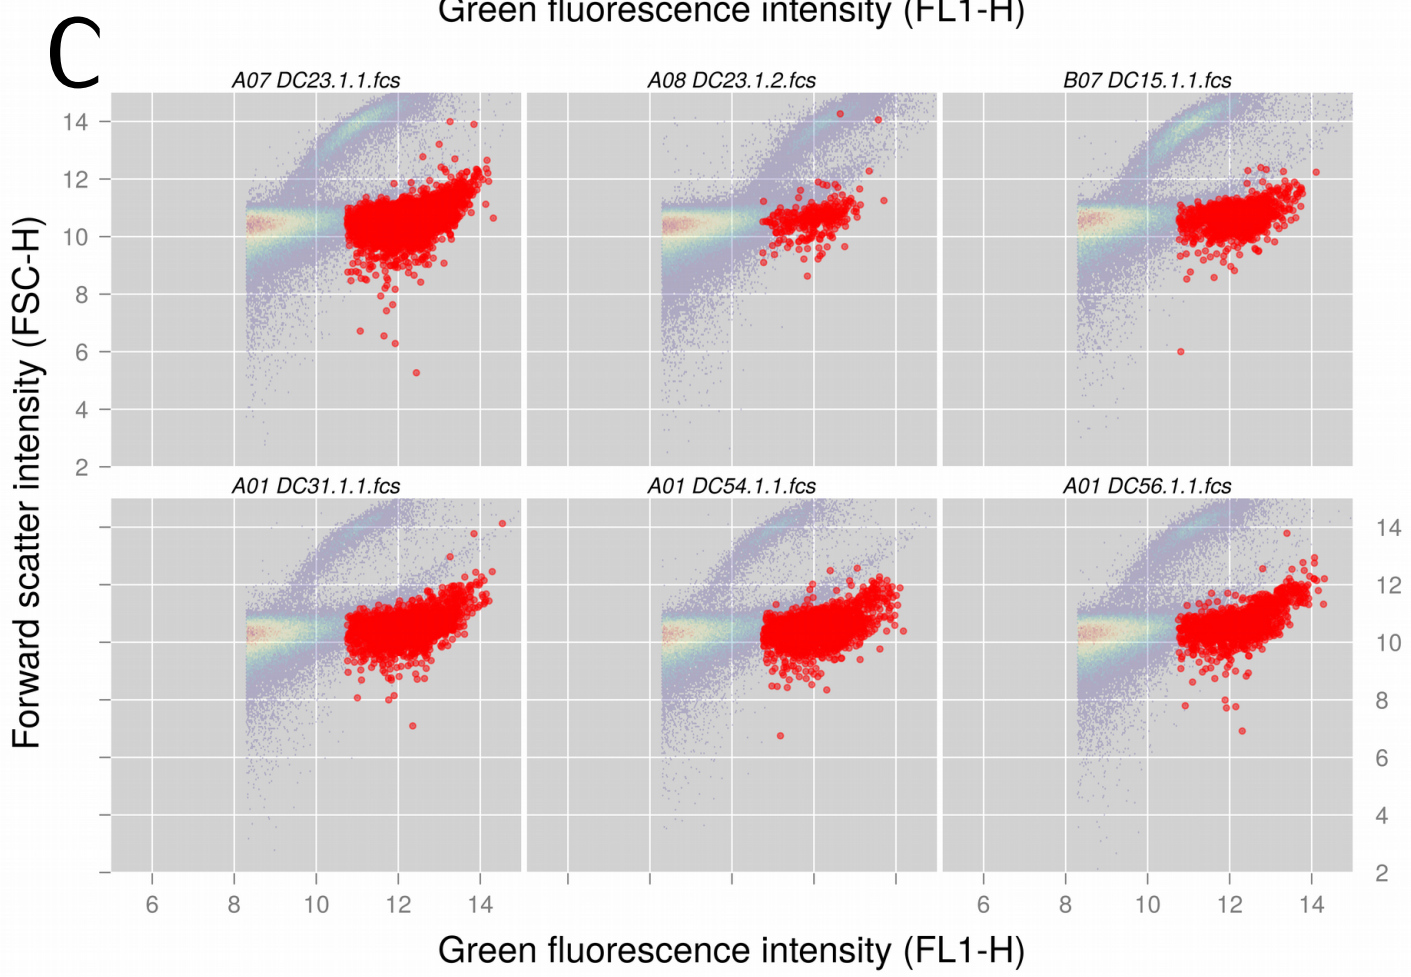 Green fluorescence intensity (FL1-H)
C
A07 DC23.1.1.fcs
A08 DC23.1.2.fcs
B07 DC15.1.1.fcs
14
12
10
8
6
4
2
Forward scatter intensity (FSC-H)
A01 DC31.1.1.fcs
A01 DC54.1.1.fcs
A01 DC56.1.1.fcs
14
12
10
8
6
4
2
6 8 10 12 14
6 8 10 12 14
Green fluorescence intensity (FL1-H)